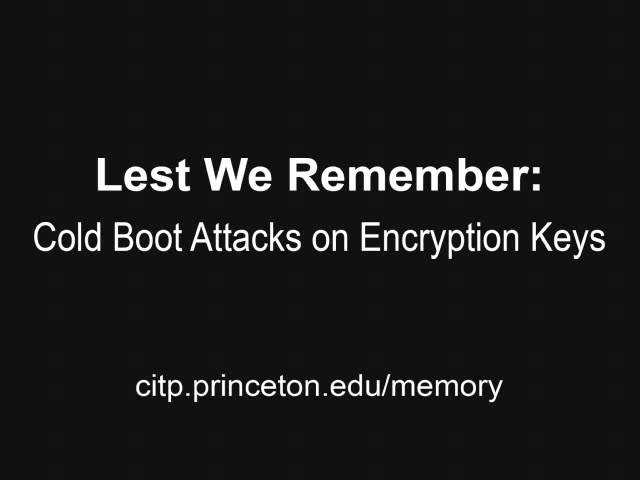 Lest We Remember:
Cold Boot Attacks on Encryption Keys
citp.princeton.edu/memory